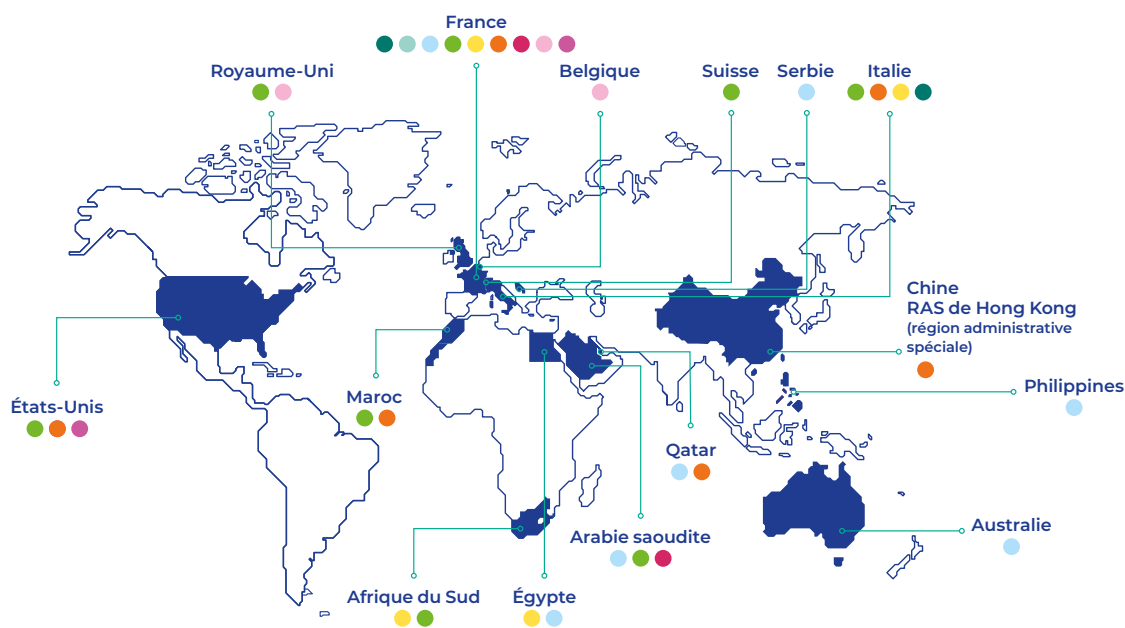 France
Royaume-Uni
Belgique
Suisse
Serbie
Italie
Chine
RAS de Hong Kong
(région administrative
spéciale)
Philippines
États-Unis
Maroc
Qatar
Australie
Arabie saoudite
Afrique du Sud
Égypte